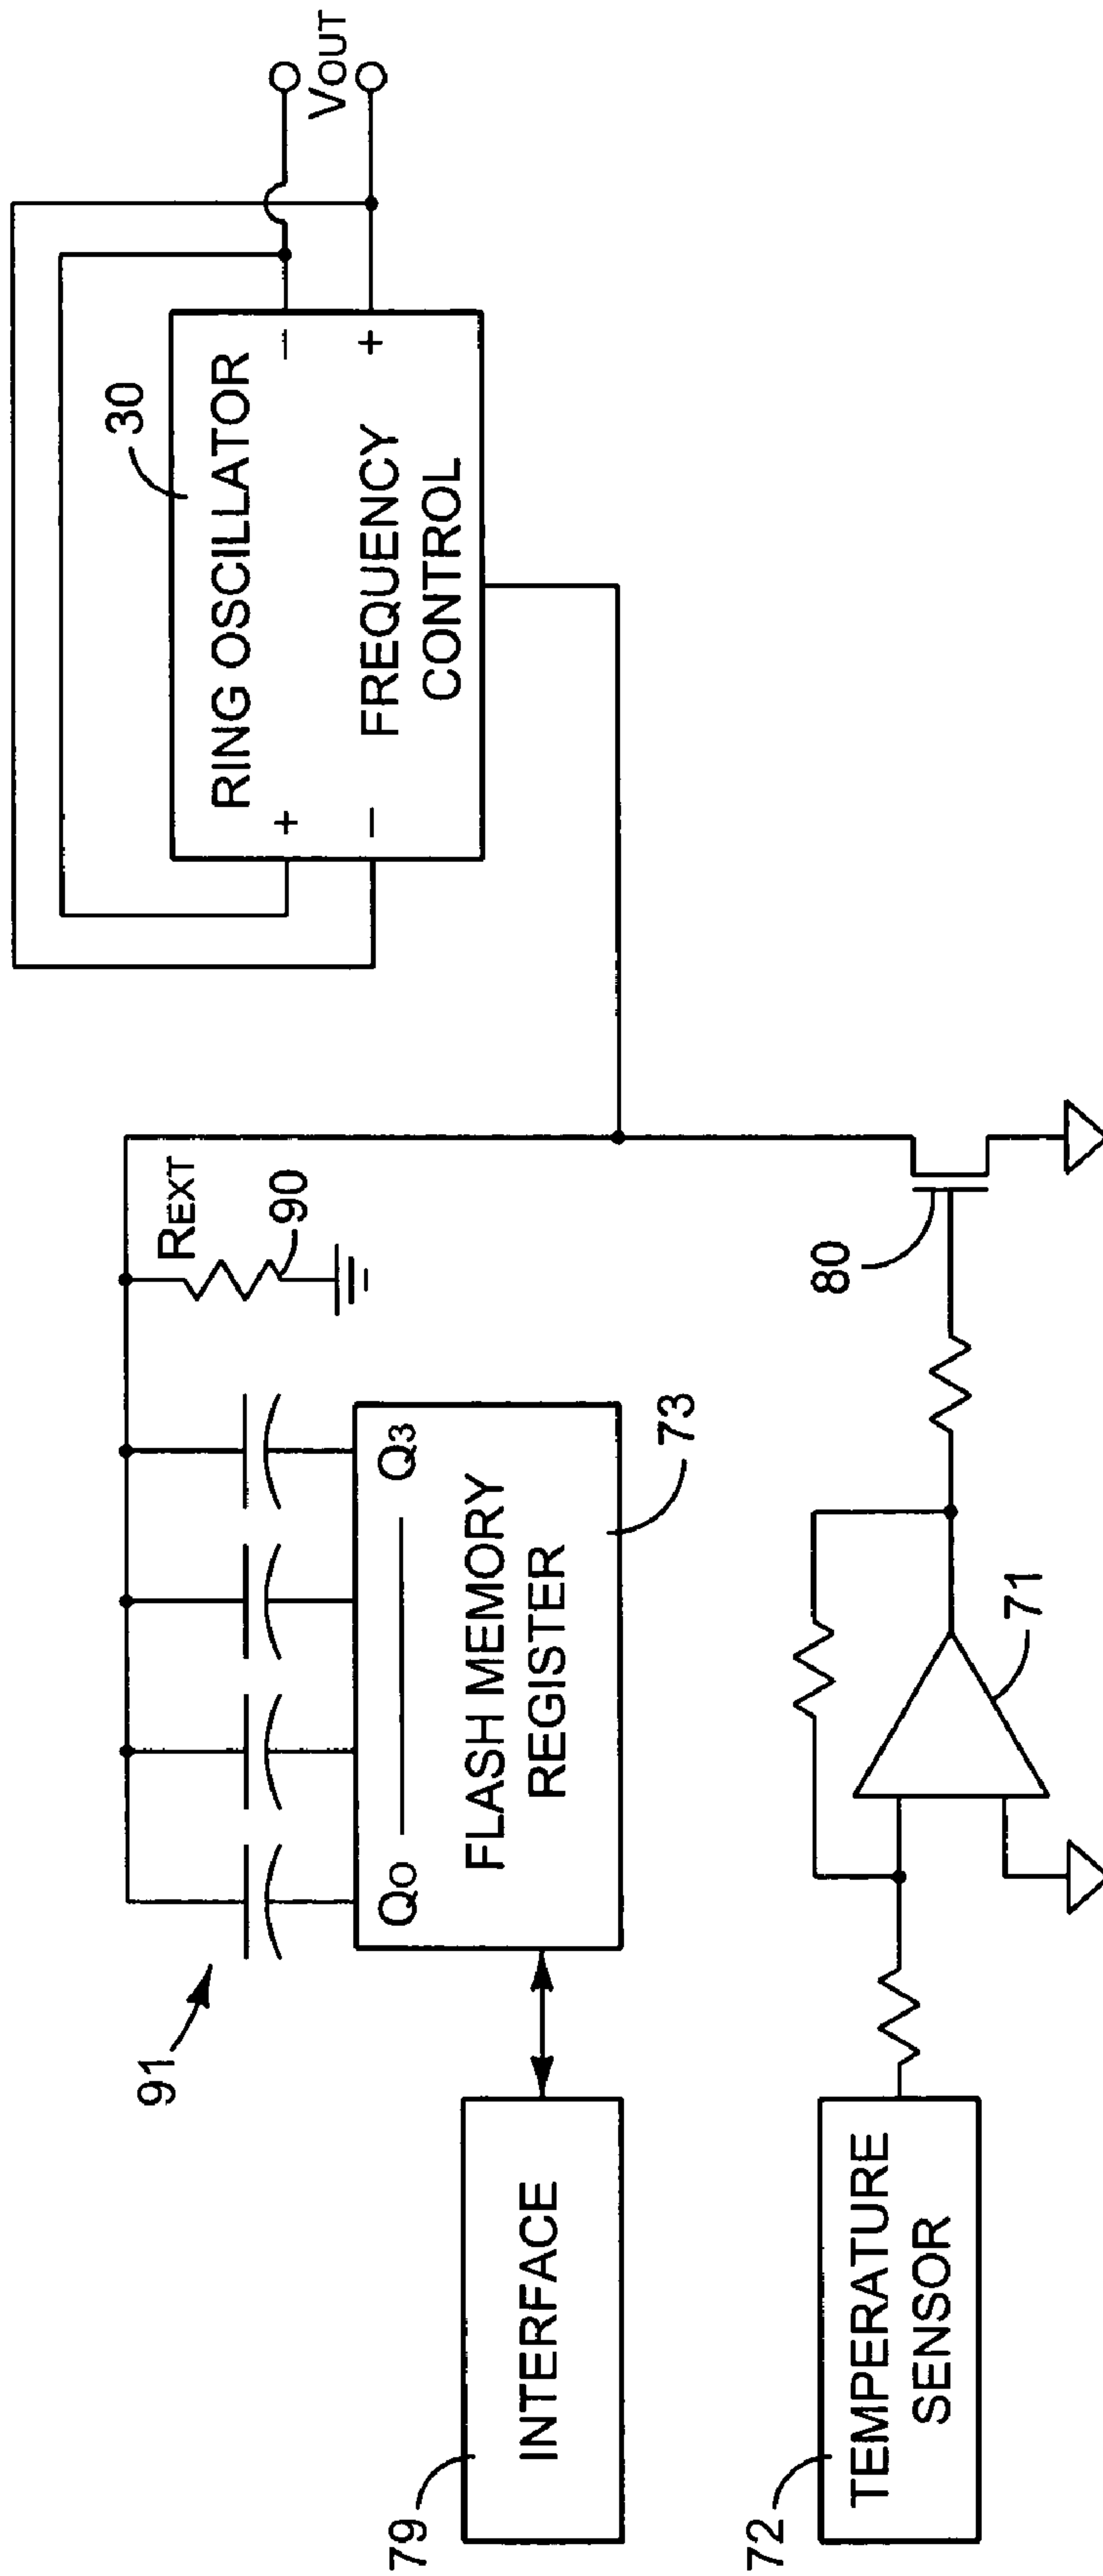 91
Q0
Q3
REXT
90
FLASH MEMORY
REGISTER
73
79
INTERFACE
72
TEMPERATURE
SENSOR
71
80
30
RING OSCILLATOR
+
−
−
+
FREQUENCY
CONTROL
VOUT